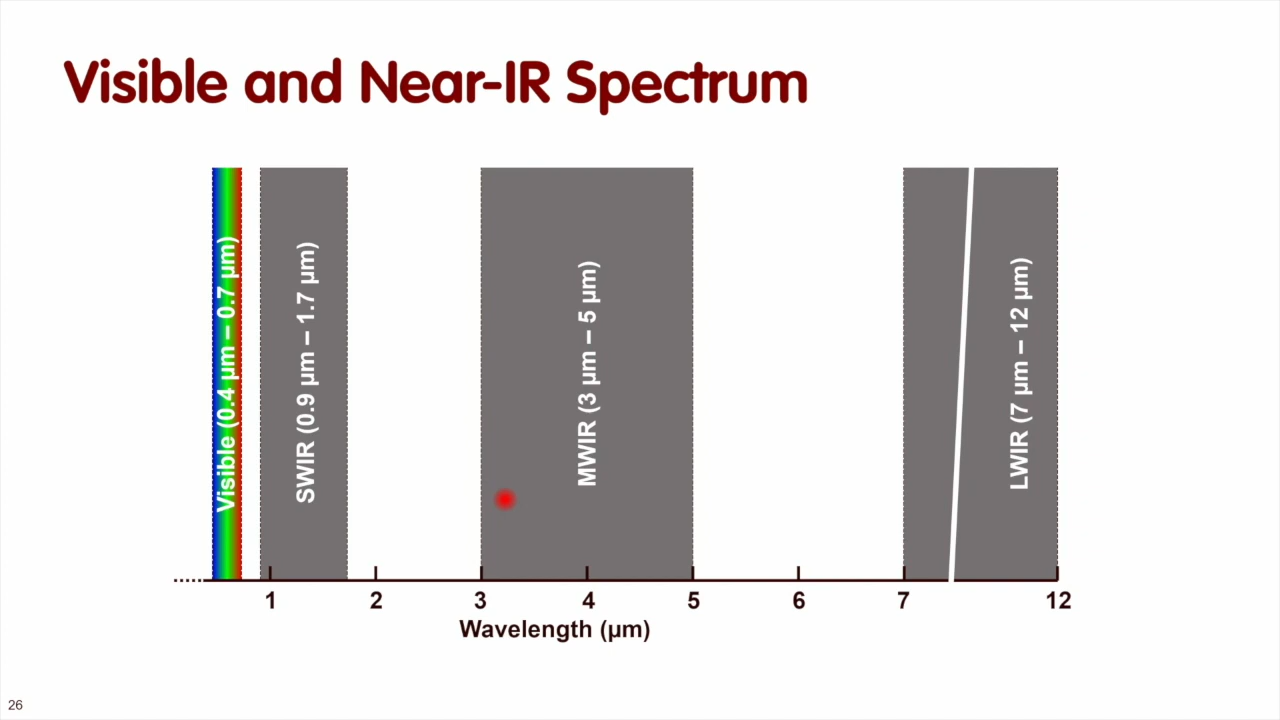 Visible and Near-IR Spectrum
Visible (0.4 µm – 0.7 µm)
SWIR (0.9 µm – 1.7 µm)
MWIR (3 µm – 5 µm)
LWIR (7 µm – 12 µm)
1 2 3 4 5 6 7 12
Wavelength (µm)
26